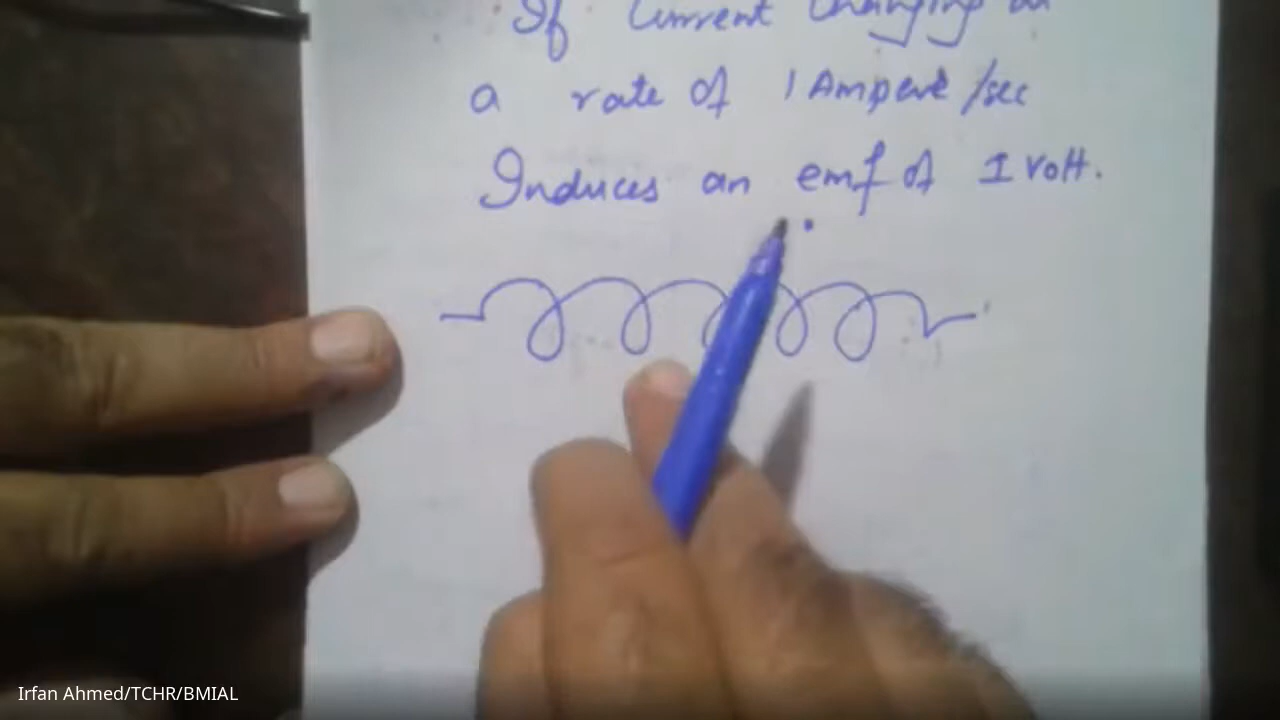 If Current Changing at
a rate of 1 Ampere/sec
Induces an emf of 1 Volt.
Irfan Ahmed/TCHR/BMIAL